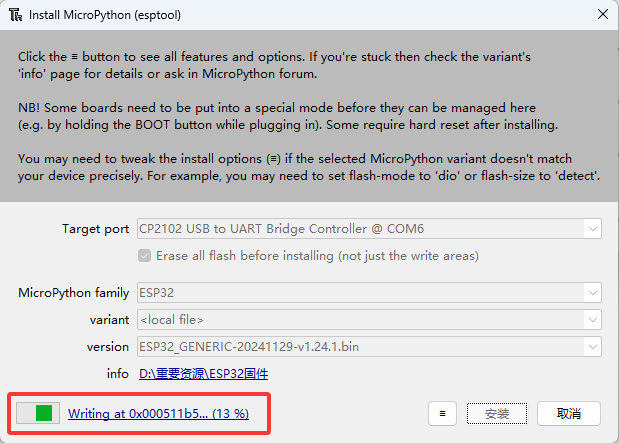 Install MicroPython (esptool)
Click the ≡ button to see all features and options. If you're stuck then check the variant's
'info' page for details or ask in MicroPython forum.
NB! Some boards need to be put into a special mode before they can be managed here
(e.g. by holding the BOOT button while plugging in). Some require hard reset after installing.
You may need to tweak the install options (≡) if the selected MicroPython variant doesn't match
your device precisely. For example, you may need to set flash-mode to 'dio' or flash-size to 'detect'.
Target port CP2102 USB to UART Bridge Controller @ COM6
Erase all flash before installing (not just the write areas)
MicroPython family ESP32
variant <local file>
version ESP32_GENERIC-20241129-v1.24.1.bin
info D:\重要资源\ESP32固件
Writing at 0x000511b5... (13 %) ≡ 安装 取消